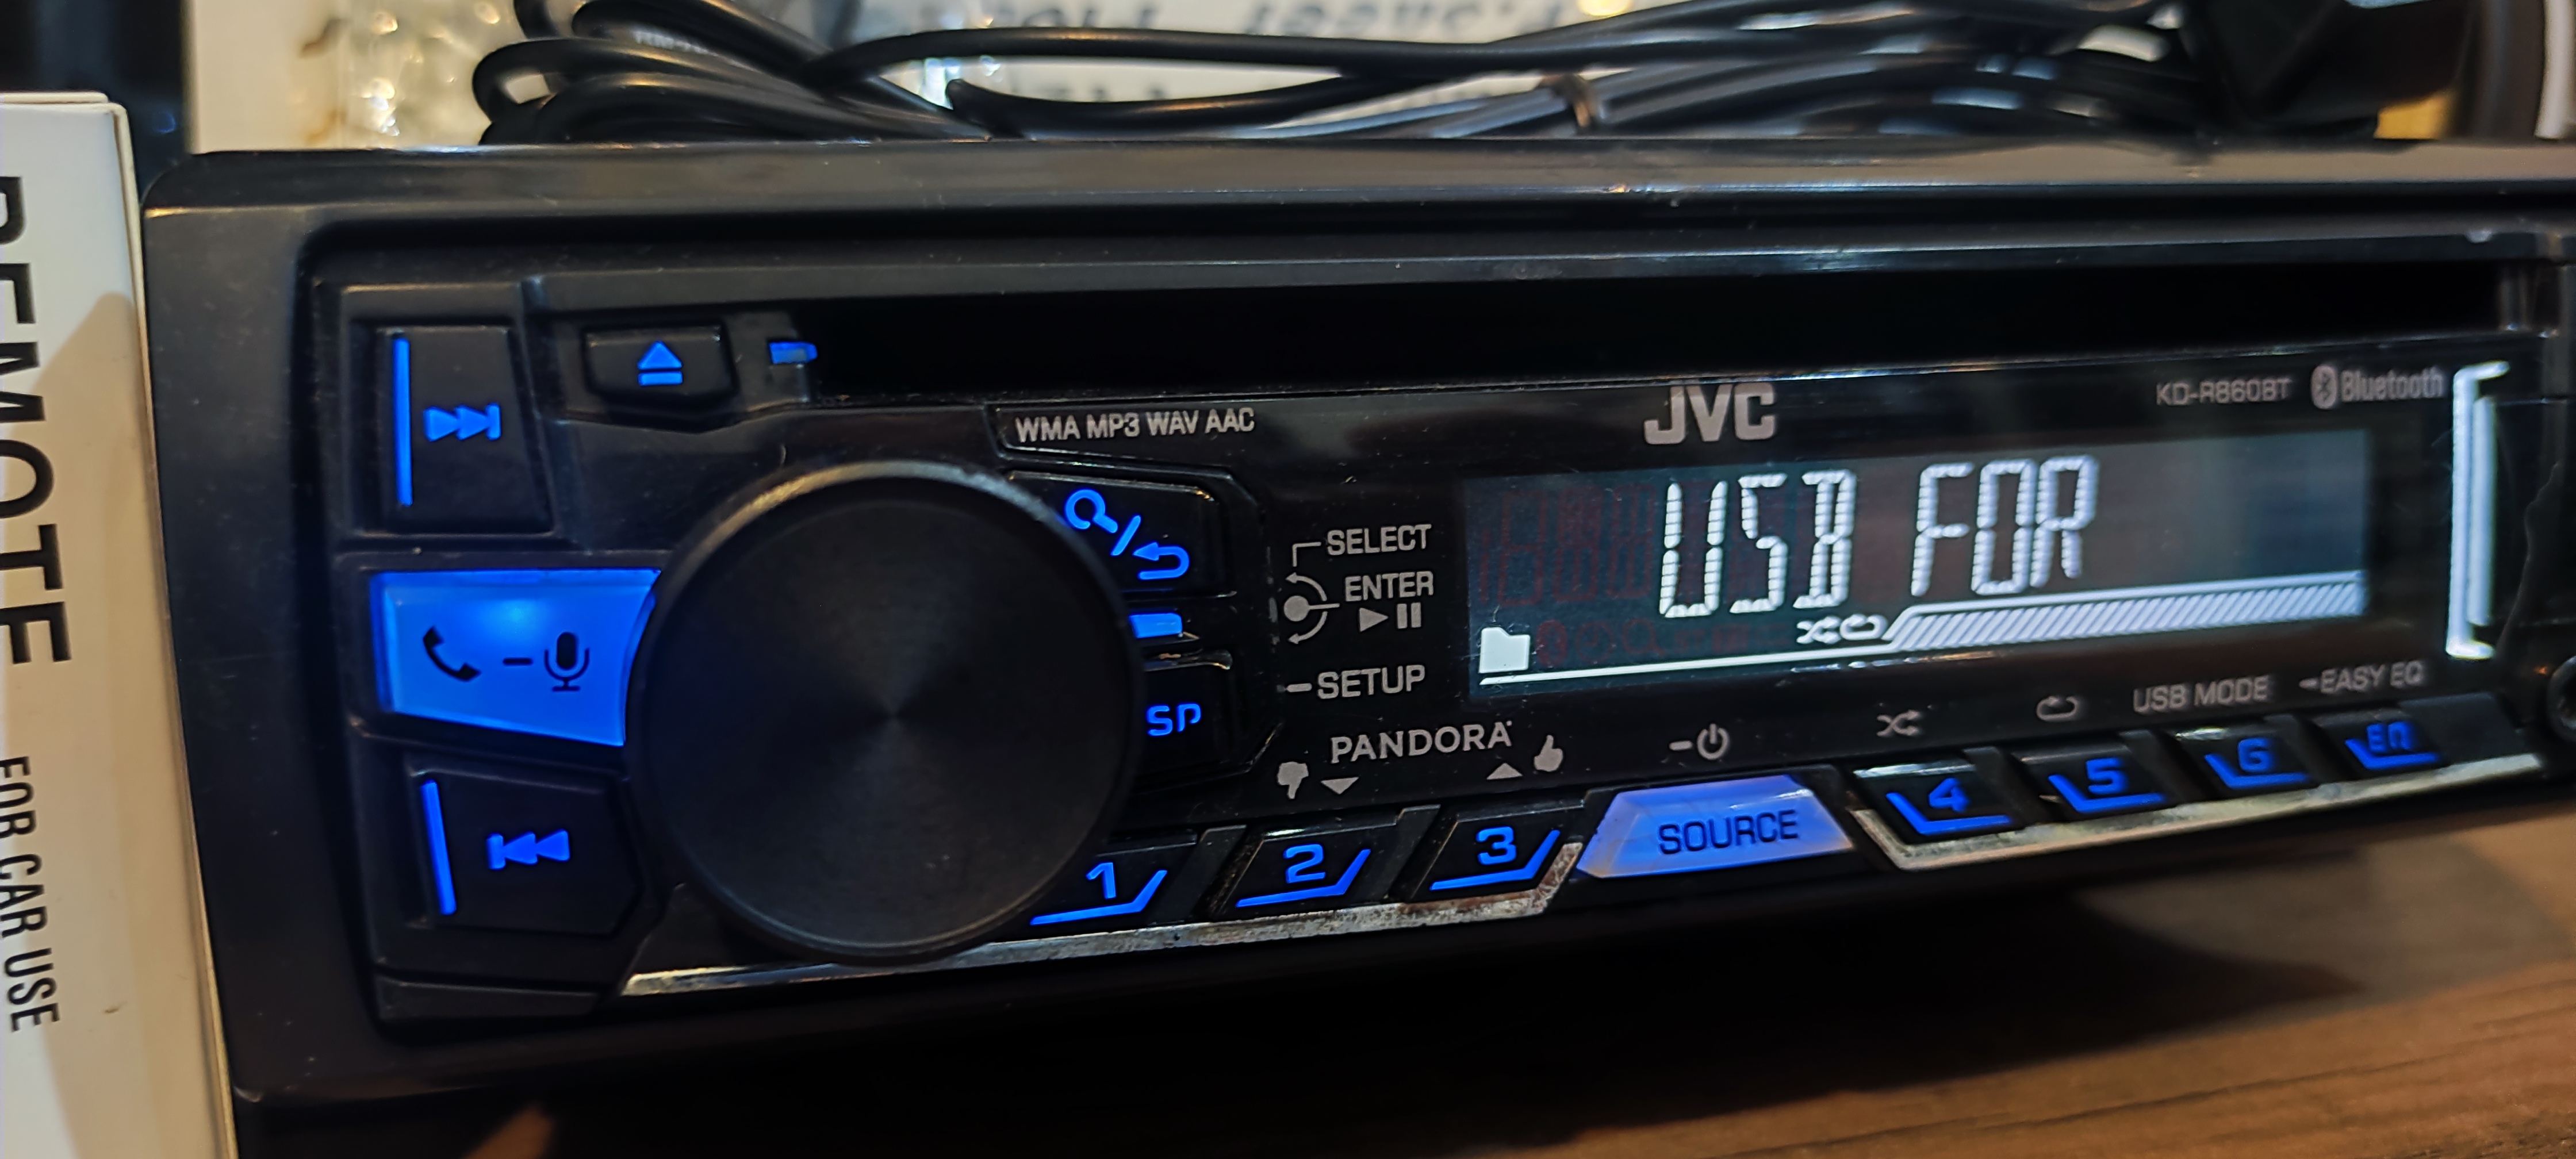 REMOTE
FOR CAR USE
WMA MP3 WAV AAC
JVC
KD-R860BT Bluetooth
SELECT
ENTER
SETUP
USB FOR
SP
PANDORA
USB MODE
EASY EQ
1
2
3
SOURCE
4
5
6